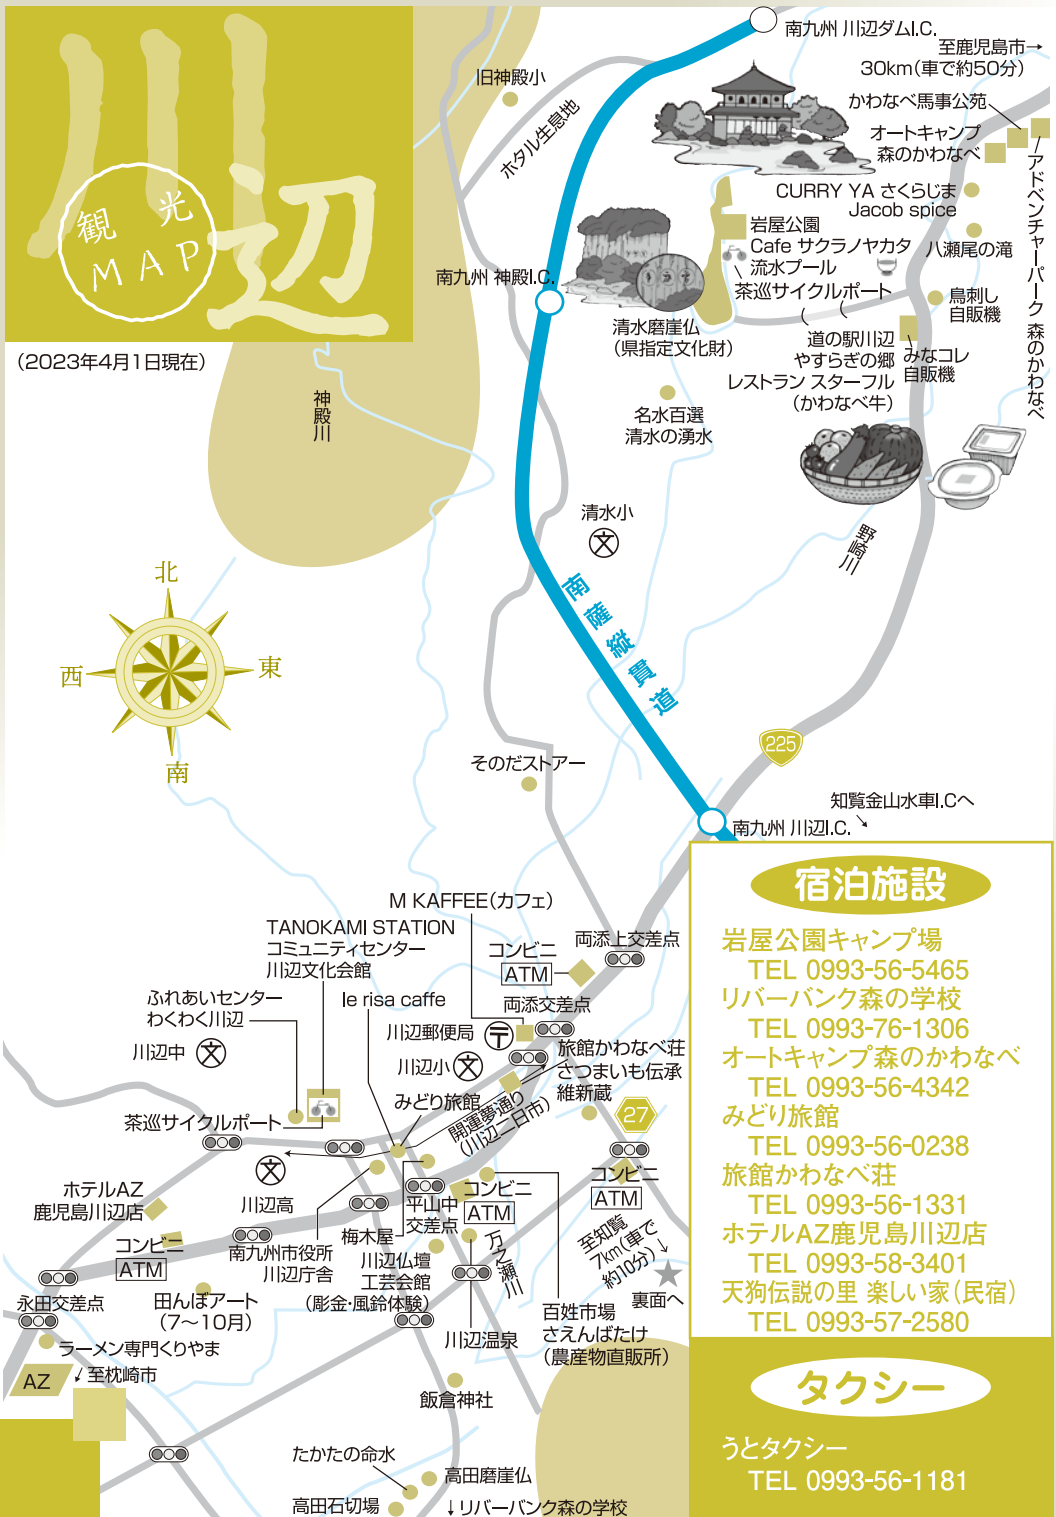 川辺
観光
MAP
(2023年4月1日現在)
南九州 川辺ダムI.C.
至鹿児島市→
30km(車で約50分)
旧神殿小
ホタル生息地
かわなべ馬事公苑
オートキャンプ
森のかわなべ
アドベンチャーパーク 森のかわなべ
CURRY YA さくらじま
Jacob spice
八瀬尾の滝
岩屋公園
Cafe サクラノヤカタ
流水プール
茶巡サイクルポート
南九州 神殿I.C.
清水磨崖仏
(県指定文化財)
鳥刺し
自販機
道の駅川辺
やすらぎの郷
レストラン スターフル
(かわなべ牛)
みなコレ
自販機
名水百選
清水の湧水
神殿川
清水小
文
野崎川
南薩縦貫道
北
西
東
南
225
そのだストアー
知覧金山水車I.Cへ
↘
南九州 川辺I.C.
M KAFFEE(カフェ)
TANOKAMI STATION
コミュニティセンター
川辺文化会館
コンビニ
ATM
両添上交差点
ふれあいセンター
わくわく川辺
le risa caffe
両添交差点
川辺郵便局
〒
川辺中
文
川辺小
文
旅館かわなべ荘
さつまいも伝承
維新蔵
みどり旅館
開運夢通り
(川辺二日市)
27
茶巡サイクルポート
文
川辺高
ホテルAZ
鹿児島川辺店
コンビニ
ATM
コンビニ
ATM
コンビニ
ATM
平山中
交差点
梅木屋
南九州市役所
川辺庁舎
川辺仏壇
工芸会館
(彫金・風鈴体験)
万之瀬川
至知覧
7km(車で
約10分)→
裏面へ
永田交差点
田んぼアート
(7〜10月)
川辺温泉
百姓市場
さえんばたけ
(農産物直販所)
ラーメン専門くりやま
AZ
↙至枕崎市
飯倉神社
たかたの命水
高田磨崖仏
高田石切場
↓リバーバンク森の学校
宿泊施設
岩屋公園キャンプ場
TEL 0993-56-5465
リバーバンク森の学校
TEL 0993-76-1306
オートキャンプ森のかわなべ
TEL 0993-56-4342
みどり旅館
TEL 0993-56-0238
旅館かわなべ荘
TEL 0993-56-1331
ホテルAZ鹿児島川辺店
TEL 0993-58-3401
天狗伝説の里 楽しい家(民宿)
TEL 0993-57-2580
タクシー
うとタクシー
TEL 0993-56-1181